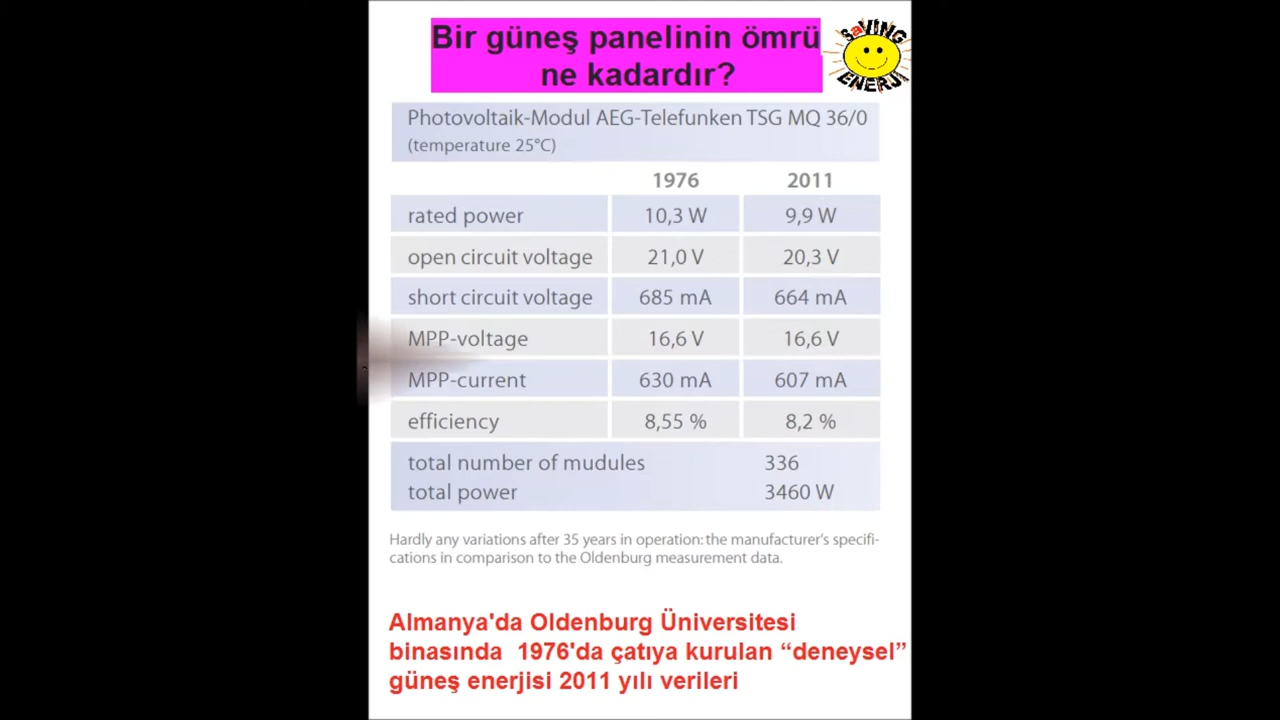 Bir güneş panelinin ömrü
ne kadardır?
SaVING
ENERJI
Photovoltaik-Modul AEG-Telefunken TSG MQ 36/0
(temperature 25°C)
1976 2011
rated power 10,3 W 9,9 W
open circuit voltage 21,0 V 20,3 V
short circuit voltage 685 mA 664 mA
MPP-voltage 16,6 V 16,6 V
MPP-current 630 mA 607 mA
efficiency 8,55 % 8,2 %
total number of mudules 336
total power 3460 W
Hardly any variations after 35 years in operation: the manufacturer's specifi-
cations in comparison to the Oldenburg measurement data.
Almanya'da Oldenburg Üniversitesi
binasında 1976'da çatıya kurulan “deneysel”
güneş enerjisi 2011 yılı verileri